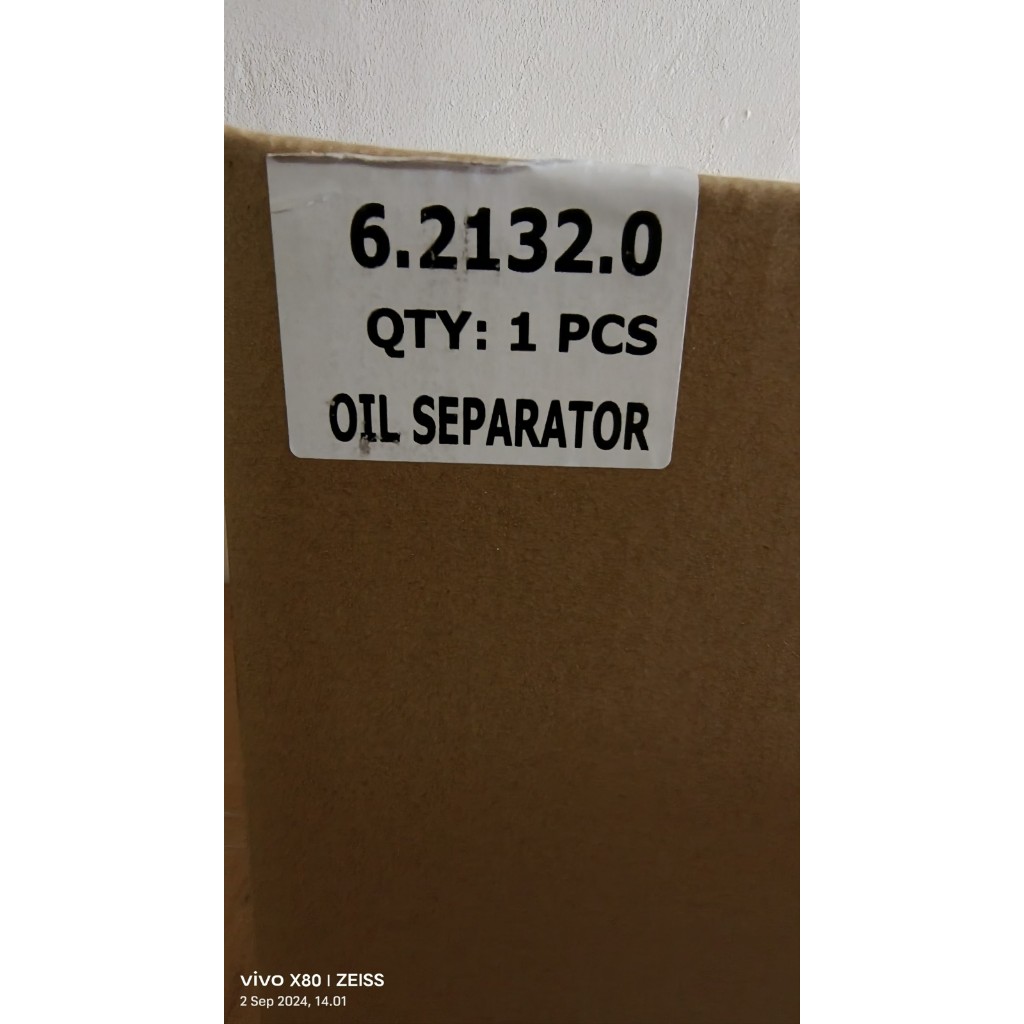 6.2132.0
QTY: 1 PCS
OIL SEPARATOR
vivo X80 | ZEISS
2 Sep 2024, 14.01